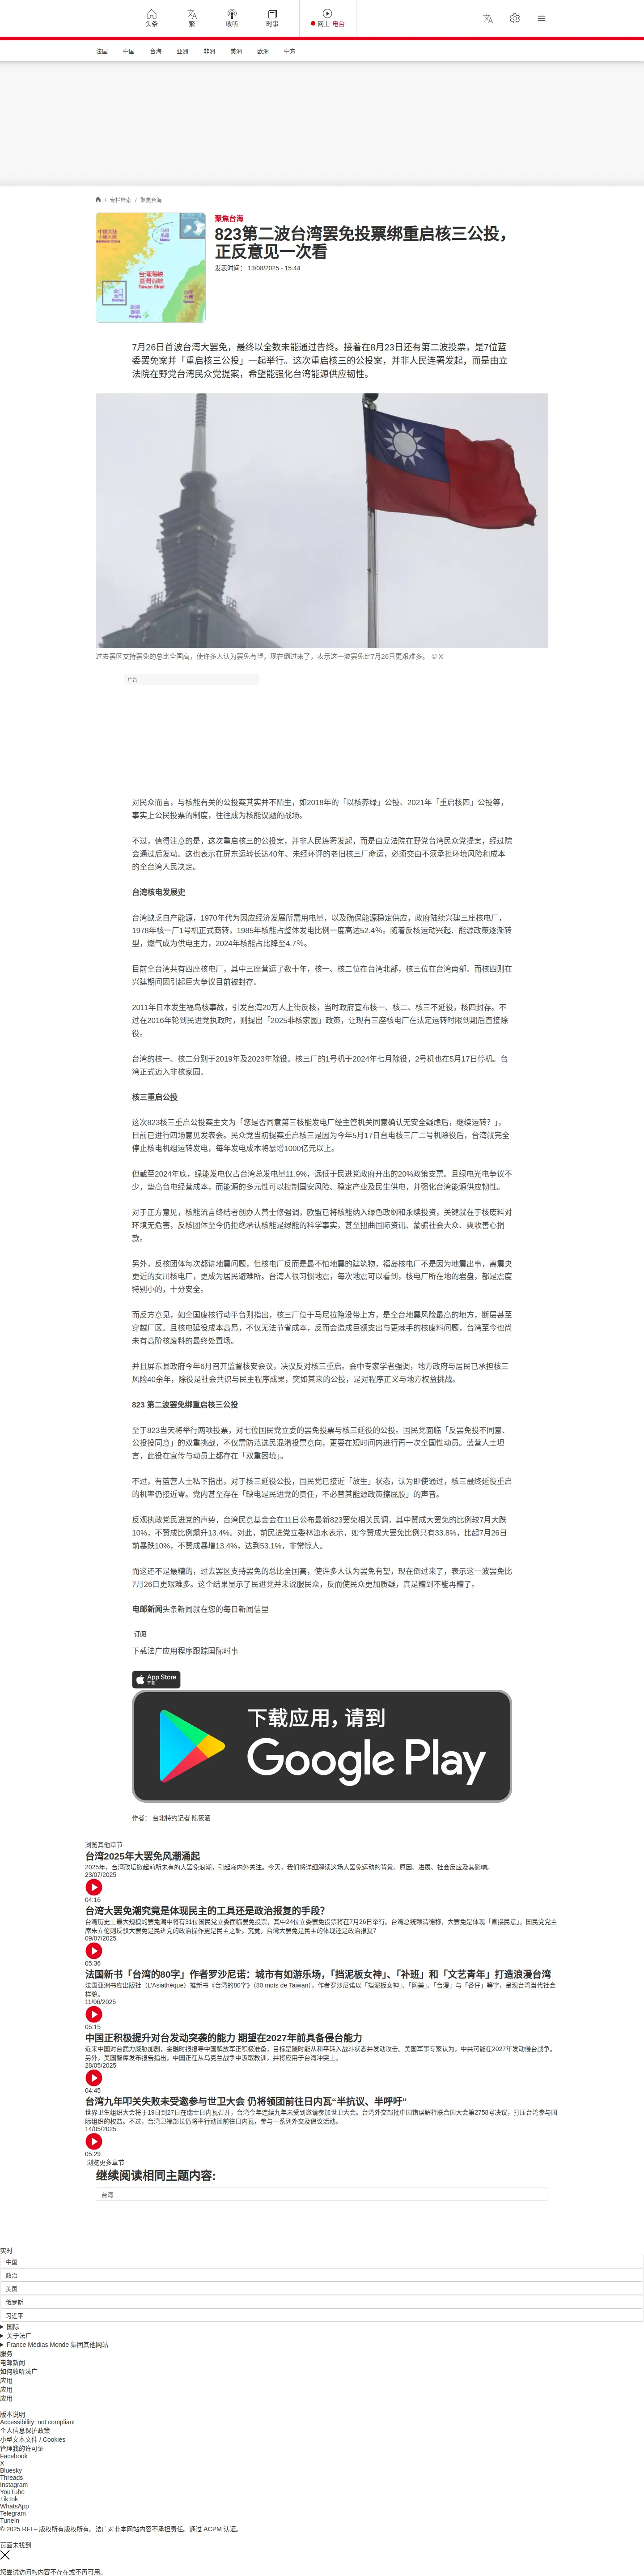 头条
繁
收听
时事
网上 电台
法国 中国 台海 亚洲 非洲 美洲 欧洲 中东
/ 专栏检索 / 聚焦台海
聚焦台海
823第二波台湾罢免投票绑重启核三公投，
正反意见一次看
发表时间： 13/08/2025 - 15:44
台湾海峡
Taiwan Strait
7月26日首波台湾大罢免，最终以全数未能通过告终。接着在8月23日还有第二波投票，是7位蓝
委罢免案并「重启核三公投」一起举行。这次重启核三的公投案，并非人民连署发起，而是由立
法院在野党台湾民众党提案，希望能强化台湾能源供应韧性。
过去罢区支持罢免的总比全国高，使许多人认为罢免有望，现在倒过来了，表示这一波罢免比7月26日更艰难多。 © X
广告
对民众而言，与核能有关的公投案其实并不陌生，如2018年的「以核养绿」公投、2021年「重启核四」公投等，
事实上公民投票的制度，往往成为核能议题的战场。
不过，值得注意的是，这次重启核三的公投案，并非人民连署发起，而是由立法院在野党台湾民众党提案，经过院
会通过后发动。这也表示在屏东运转长达40年、未经环评的老旧核三厂命运，必须交由不须承担环境风险和成本
的全台湾人民决定。
台湾核电发展史
台湾缺乏自产能源，1970年代为因应经济发展所需用电量，以及确保能源稳定供应，政府陆续兴建三座核电厂，
1978年核一厂1号机正式商转，1985年核能占整体发电比例一度高达52.4％。随着反核运动兴起、能源政策逐渐转
型，燃气成为供电主力，2024年核能占比降至4.7%。
目前全台湾共有四座核电厂，其中三座营运了数十年，核一、核二位在台湾北部，核三位在台湾南部。而核四则在
兴建期间因引起巨大争议目前被封存。
2011年日本发生福岛核事故，引发台湾20万人上街反核，当时政府宣布核一、核二、核三不延役，核四封存。不
过在2016年轮到民进党执政时，则提出「2025非核家园」政策，让现有三座核电厂在法定运转时限到期后直接除
役。
台湾的核一、核二分别于2019年及2023年除役。核三厂的1号机于2024年七月除役，2号机也在5月17日停机。台
湾正式迈入非核家园。
核三重启公投
这次823核三重启公投案主文为「您是否同意第三核能发电厂经主管机关同意确认无安全疑虑后，继续运转？」，
目前已进行四场意见发表会。民众党当初提案重启核三是因为今年5月17日台电核三厂二号机除役后，台湾就完全
停止核电机组运转发电，每年发电成本将暴增1000亿元以上。
但截至2024年底，绿能发电仅占台湾总发电量11.9%，远低于民进党政府开出的20%政策支票。且绿电光电争议不
少，垫高台电经营成本，而能源的多元性可以控制国安风险、稳定产业及民生供电，并强化台湾能源供应韧性。
对于正方意见，核能流言终结者创办人黄士修强调，欧盟已将核能纳入绿色政纲和永续投资，关键就在于核废料对
环境无危害，反核团体至今仍拒绝承认核能是绿能的科学事实，甚至扭曲国际资讯、蒙骗社会大众、爽收善心捐
款。
另外，反核团体每次都讲地震问题，但核电厂反而是最不怕地震的建筑物，福岛核电厂不是因为地震出事，离震央
更近的女川核电厂，更成为居民避难所。台湾人很习惯地震，每次地震可以看到，核电厂所在地的岩盘，都是震度
特别小的，十分安全。
而反方意见，如全国废核行动平台则指出，核三厂位于马尼拉隐没带上方，是全台地震风险最高的地方，断层甚至
穿越厂区。且核电延役成本高昂，不仅无法节省成本，反而会造成巨额支出与更棘手的核废料问题，台湾至今也尚
未有高阶核废料的最终处置场。
并且屏东县政府今年6月召开监督核安会议，决议反对核三重启。会中专家学者强调，地方政府与居民已承担核三
风险40余年，除役是社会共识与民主程序成果，突如其来的公投，是对程序正义与地方权益挑战。
823 第二波罢免绑重启核三公投
至于823当天将举行两项投票，对七位国民党立委的罢免投票与核三延役的公投。国民党面临「反罢免投不同意、
公投投同意」的双重挑战，不仅需防范选民混淆投票意向，更要在短时间内进行再一次全国性动员。蓝营人士坦
言，此役在宣传与动员上都存在「双重困境」。
不过，有蓝营人士私下指出，对于核三延役公投，国民党已接近「放生」状态，认为即使通过，核三最终延役重启
的机率仍接近零。党内甚至存在「缺电是民进党的责任，不必替其能源政策擦屁股」的声音。
反观执政党民进党的声势，台湾民意基金会在11日公布最新823罢免相关民调，其中赞成大罢免的比例较7月大跌
10%，不赞成比例飙升13.4%。对此，前民进党立委林浊水表示，如今赞成大罢免比例只有33.8%，比起7月26日
前暴跌10%，不赞成暴增13.4%，达到53.1%，非常惊人。
而这还不是最糟的，过去罢区支持罢免的总比全国高，使许多人认为罢免有望，现在倒过来了，表示这一波罢免比
7月26日更艰难多。这个结果显示了民进党并未说服民众，反而使民众更加质疑，真是糟到不能再糟了。
电邮新闻头条新闻就在您的每日新闻信里
订阅
下载法广应用程序跟踪国际时事
App Store
下载
下载应用，请到
Google Play
作者： 台北特约记者 陈筱涵
浏览其他章节
台湾2025年大罢免风潮涌起
2025年，台湾政坛掀起前所未有的大罢免浪潮，引起岛内外关注。今天，我们将详细解读这场大罢免运动的背景、原因、进展、社会反应及其影响。
23/07/2025
04:16
台湾大罢免潮究竟是体现民主的工具还是政治报复的手段？
台湾历史上最大规模的罢免潮中将有31位国民党立委面临罢免投票，其中24位立委罢免投票将在7月26日举行。台湾总统赖清德称，大罢免是体现「直接民意」。国民党党主
席朱立伦则反驳大罢免是民进党的政治操作更是民主之耻。究竟，台湾大罢免是民主的体现还是政治报复？
09/07/2025
05:36
法国新书「台湾的80字」作者罗沙尼诺：城市有如游乐场，「挡泥板女神」、「补班」和「文艺青年」打造浪漫台湾
法国亚洲书库出版社（L'Asiathèque）推新书《台湾的80字》（80 mots de Taiwan），作者罗沙尼诺以「挡泥板女神」、「网美」、「台漫」与「番仔」等字，呈现台湾当代社会
样貌。
11/06/2025
05:15
中国正积极提升对台发动突袭的能力 期望在2027年前具备侵台能力
近来中国对台武力威胁加剧，金融时报报导中国解放军正积极准备，目标是随时能从和平转入战斗状态并发动攻击。美国军事专家认为，中共可能在2027年发动侵台战争。
另外，美国智库发布报告指出，中国正在从乌克兰战争中汲取教训，并将应用于台海冲突上。
28/05/2025
04:45
台湾九年叩关失败未受邀参与世卫大会 仍将领团前往日内瓦“半抗议、半呼吁”
世界卫生组织大会将于19日到27日在瑞士日内瓦召开，台湾今年连续九年未受到邀请参加世卫大会。台湾外交部批中国错误解释联合国大会第2758号决议，打压台湾参与国
际组织的权益。不过，台湾卫福部长仍将率行动团前往日内瓦，参与一系列外交及倡议活动。
14/05/2025
05:29
浏览更多章节
继续阅读相同主题内容:
台湾
实时
中国
政治
美国
俄罗斯
习近平
国际
关于法广
France Médias Monde 集团其他网站
服务
电邮新闻
如何收听法广
应用
应用
应用
版本说明
Accessibility: not compliant
个人信息保护政策
小型文本文件 / Cookies
管理我的许可证
Facebook
X
Bluesky
Threads
Instagram
YouTube
TikTok
WhatsApp
Telegram
TuneIn
© 2025 RFI – 版权所有版权所有。法广对非本网站内容不承担责任。通过 ACPM 认证。
页面未找到
您尝试访问的内容不存在或不再可用。